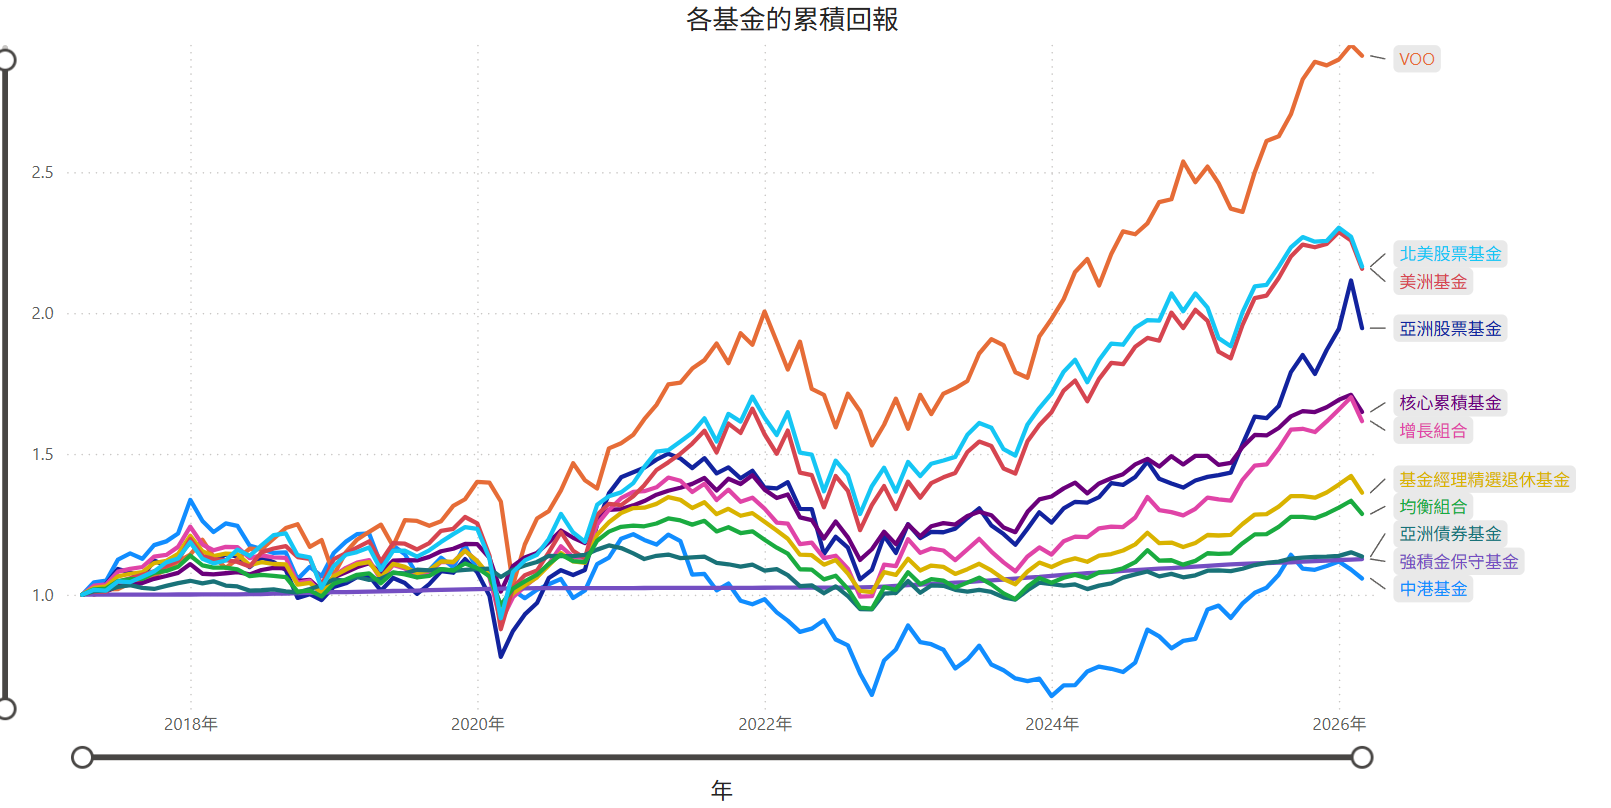 各基金的累積回報
VOO
2.5
北美股票基金
美洲基金
2.0
亞洲股票基金
核心累積基金
增長組合
1.5
基金經理精選退休基金
均衡組合
亞洲債券基金
強積金保守基金
1.0
中港基金
2018年
2020年
2022年
2024年
2026年
年